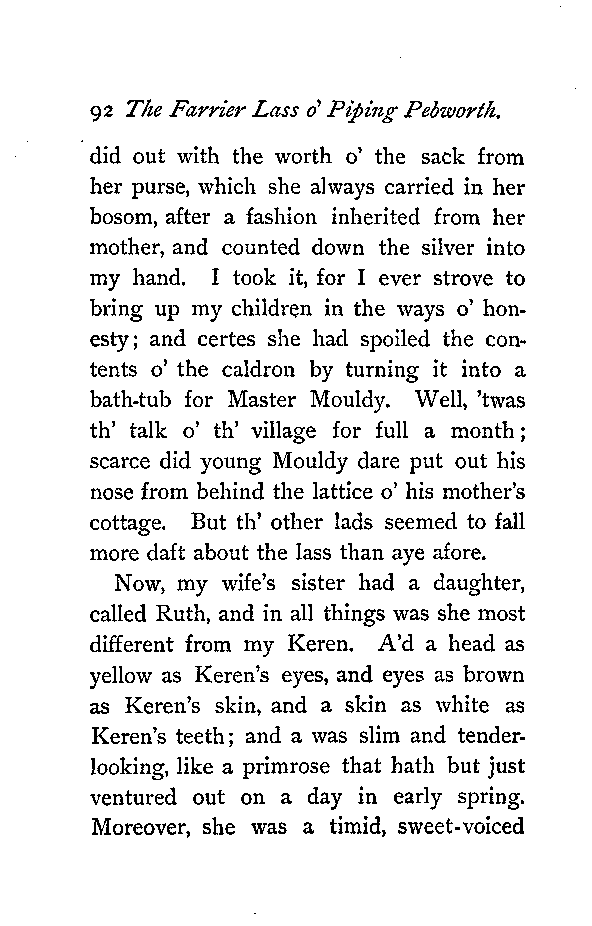 92 The Farrier Lass o' Piping Pebworth.
did out with the worth o' the sack from
her purse, which she always carried in her
bosom, after a fashion inherited from her
mother, and counted down the silver into
my hand. I took it, for I ever strove to
bring up my children in the ways o' hon-
esty; and certes she had spoiled the con-
tents o' the caldron by turning it into a
bath-tub for Master Mouldy. Well, 'twas
th' talk o' th' village for full a month;
scarce did young Mouldy dare put out his
nose from behind the lattice o' his mother's
cottage. But th' other lads seemed to fall
more daft about the lass than aye afore.
Now, my wife's sister had a daughter,
called Ruth, and in all things was she most
different from my Keren. A'd a head as
yellow as Keren's eyes, and eyes as brown
as Keren's skin, and a skin as white as
Keren's teeth; and a was slim and tender-
looking, like a primrose that hath but just
ventured out on a day in early spring.
Moreover, she was a timid, sweet-voiced